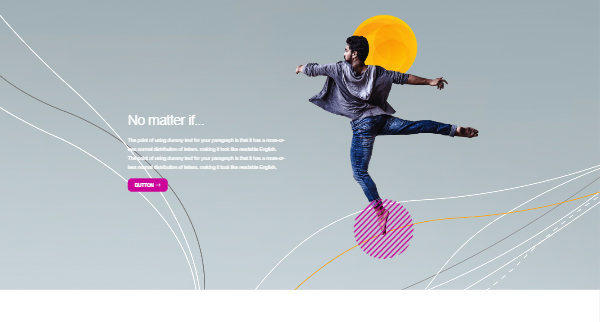 No matter if...
The point of using dummy text for your paragraph is that it has a more-or-
less normal distribution of letters. making it look like readable English.
The point of using dummy text for your paragraph is that it has a more-or-
less normal distribution of letters. making it look like readable English.
BUTTON →